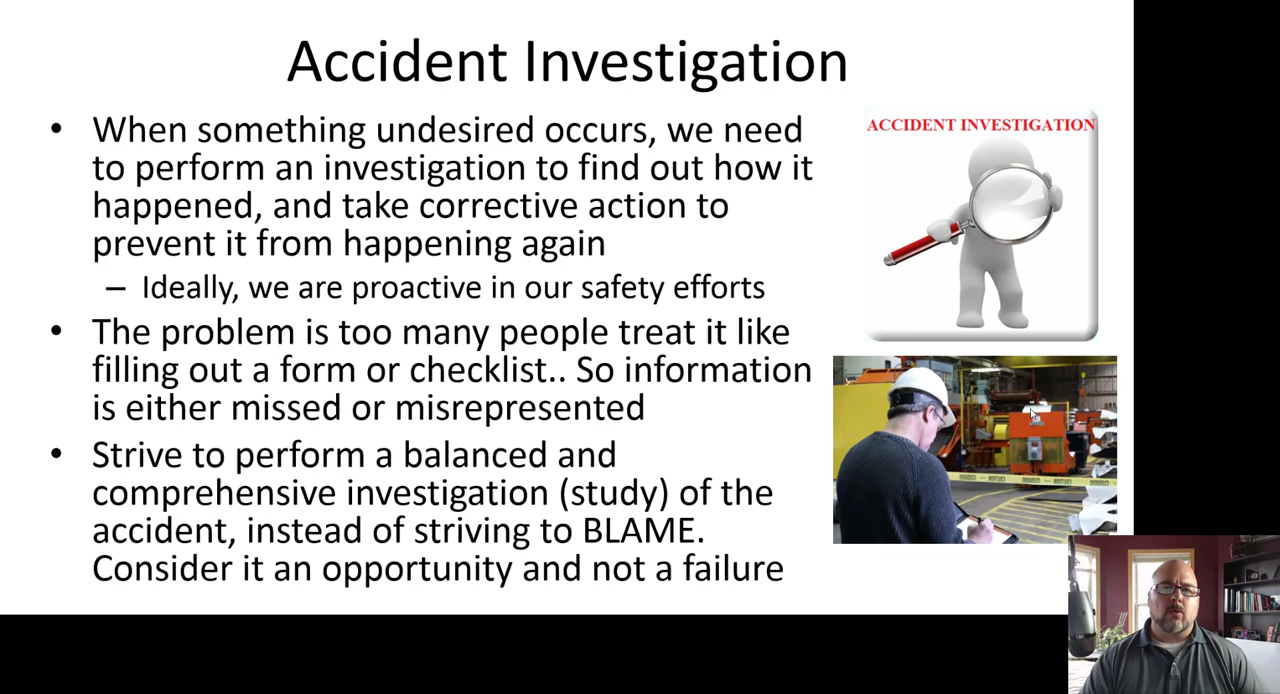 Accident Investigation
• When something undesired occurs, we need
to perform an investigation to find out how it
happened, and take corrective action to
prevent it from happening again
– Ideally, we are proactive in our safety efforts
• The problem is too many people treat it like
filling out a form or checklist.. So information
is either missed or misrepresented
• Strive to perform a balanced and
comprehensive investigation (study) of the
accident, instead of striving to BLAME.
Consider it an opportunity and not a failure
ACCIDENT INVESTIGATION